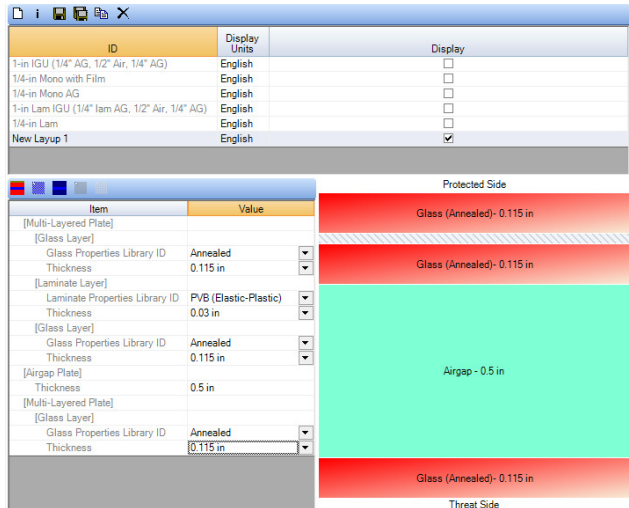 ID Display Units Display
1-in IGU (1/4" AG, 1/2" Air, 1/4" AG) English
1/4-in Mono with Film English
1/4-in Mono AG English
1-in Lam IGU (1/4" lam AG, 1/2" Air, 1/4" AG) English
1/4-in Lam English
New Layup 1 English
Item Value
[Multi-Layered Plate]
[Glass Layer]
Glass Properties Library ID Annealed
Thickness 0.115 in
[Laminate Layer]
Laminate Properties Library ID PVB (Elastic-Plastic)
Thickness 0.03 in
[Glass Layer]
Glass Properties Library ID Annealed
Thickness 0.115 in
[Airgap Plate]
Thickness 0.5 in
[Multi-Layered Plate]
[Glass Layer]
Glass Properties Library ID Annealed
Thickness 0.115 in
Protected Side
Glass (Annealed)- 0.115 in
Glass (Annealed)- 0.115 in
Airgap - 0.5 in
Glass (Annealed)- 0.115 in
Threat Side